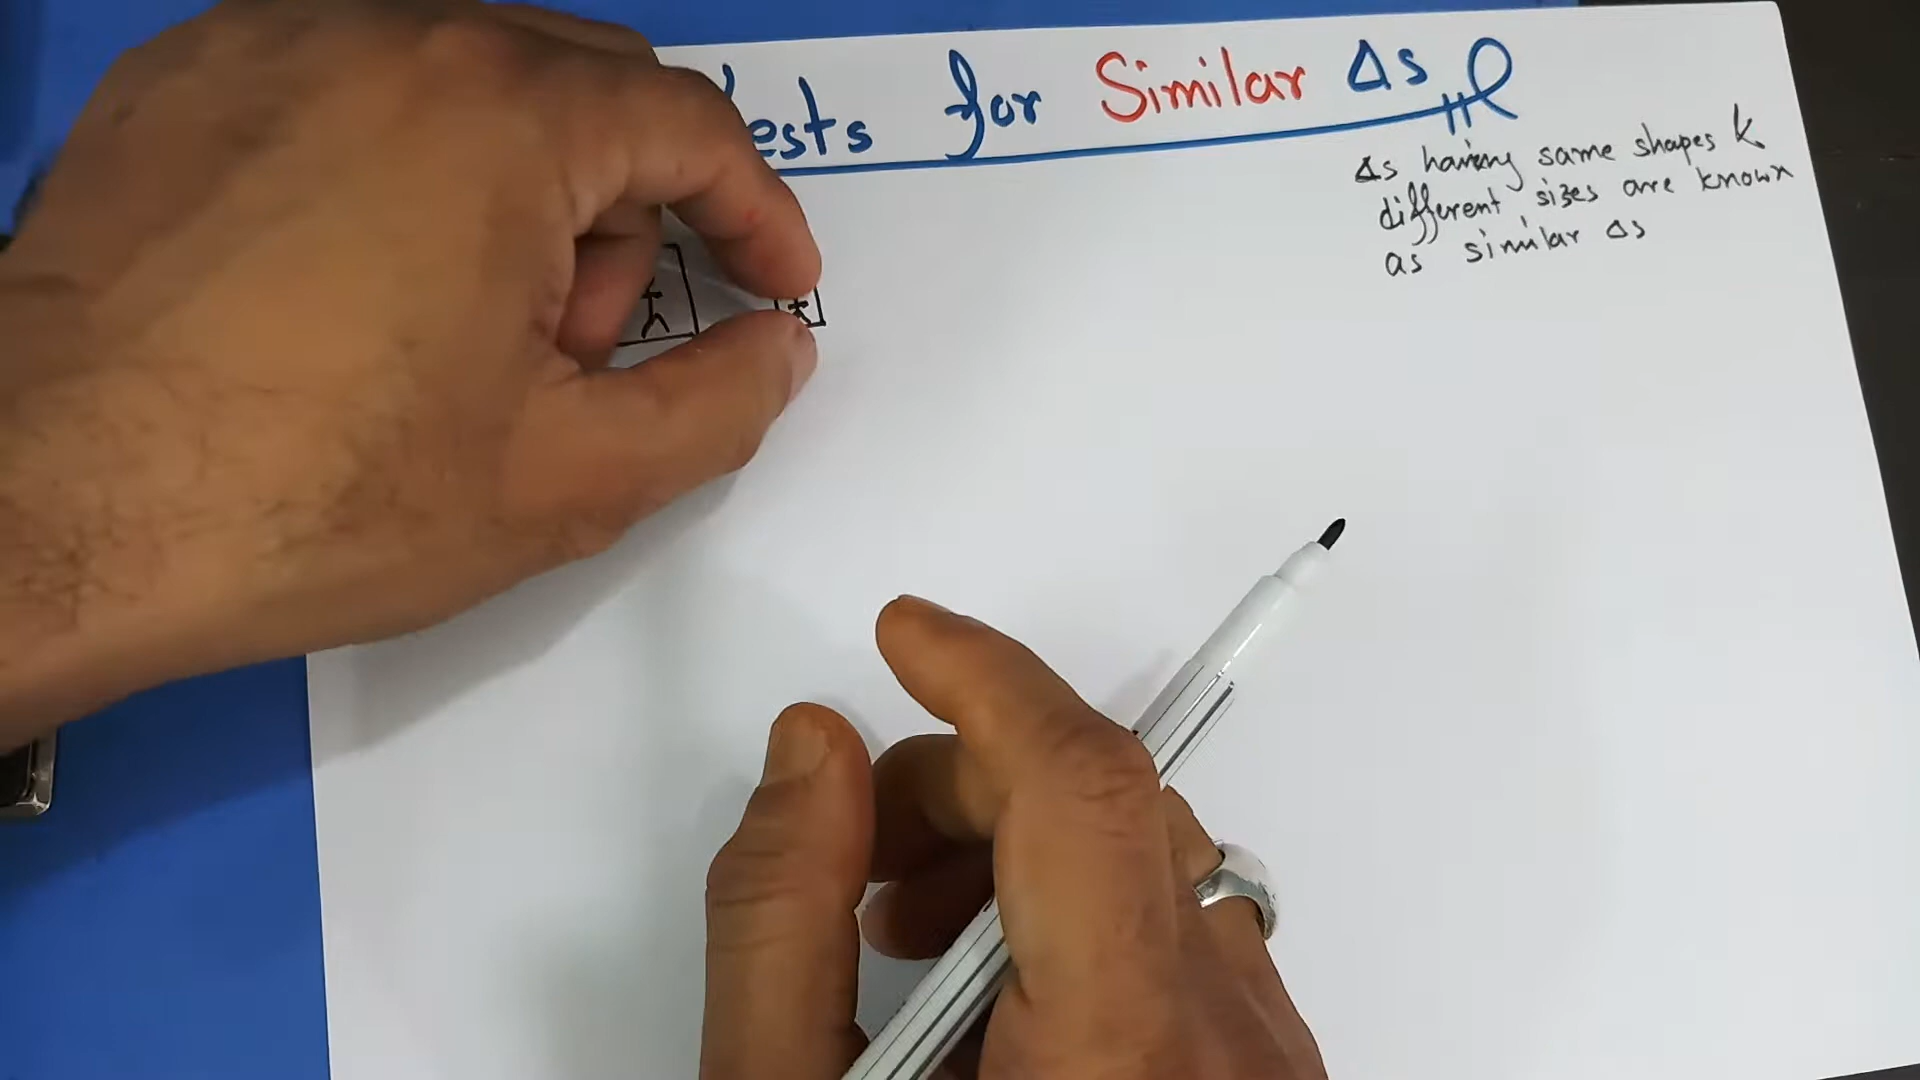 ests for Similar Δs
Δs having same shapes &
different sizes are known
as similar Δs